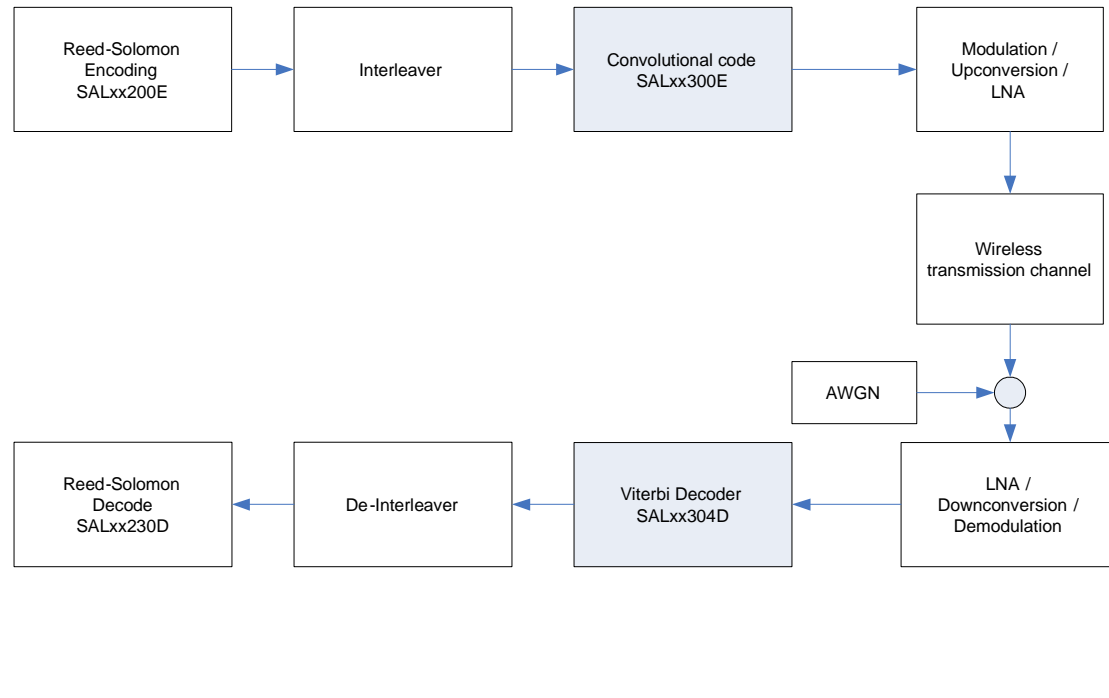 Reed-Solomon
Encoding
SALxx200E
Interleaver
Convolutional code
SALxx300E
Modulation /
Upconversion /
LNA
Wireless
transmission channel
AWGN
Reed-Solomon
Decode
SALxx230D
De-Interleaver
Viterbi Decoder
SALxx304D
LNA /
Downconversion /
Demodulation